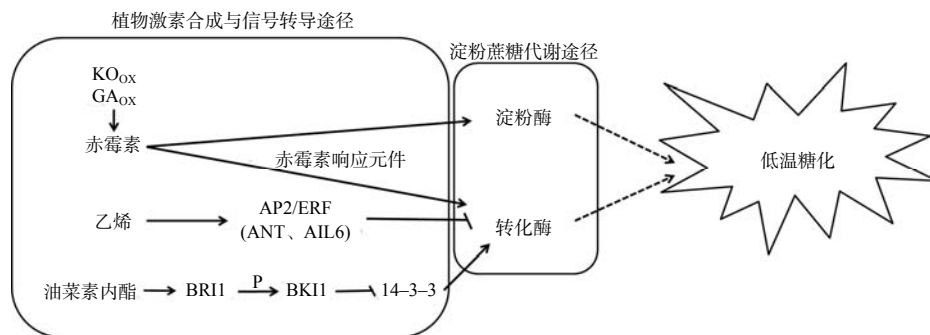 植物激素合成与信号转导途径
淀粉蔗糖代谢途径
KOOX
GAOX
赤霉素
淀粉酶
赤霉素响应元件
低温糖化
乙烯
AP2/ERF
(ANT、AIL6)
转化酶
油菜素内酯
BRI1
P
BKI1
14–3–3